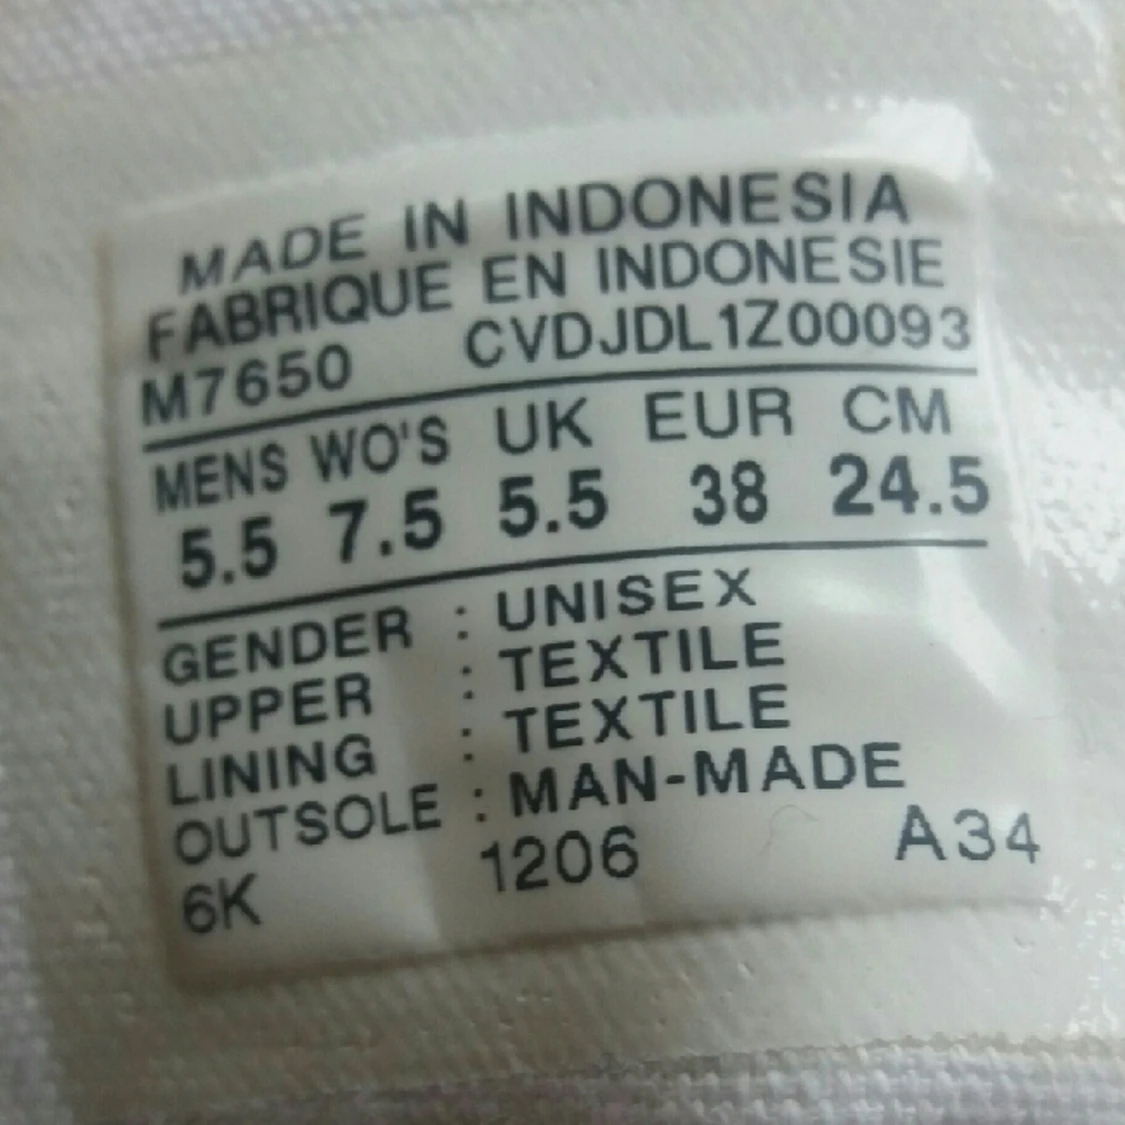 MADE IN INDONESIA
FABRIQUE EN INDONESIE
M7650 CVDJDL1Z00093
MENS WO'S UK EUR CM
5.5 7.5 5.5 38 24.5
GENDER : UNISEX
UPPER : TEXTILE
LINING : TEXTILE
OUTSOLE : MAN-MADE
6K 1206 A34